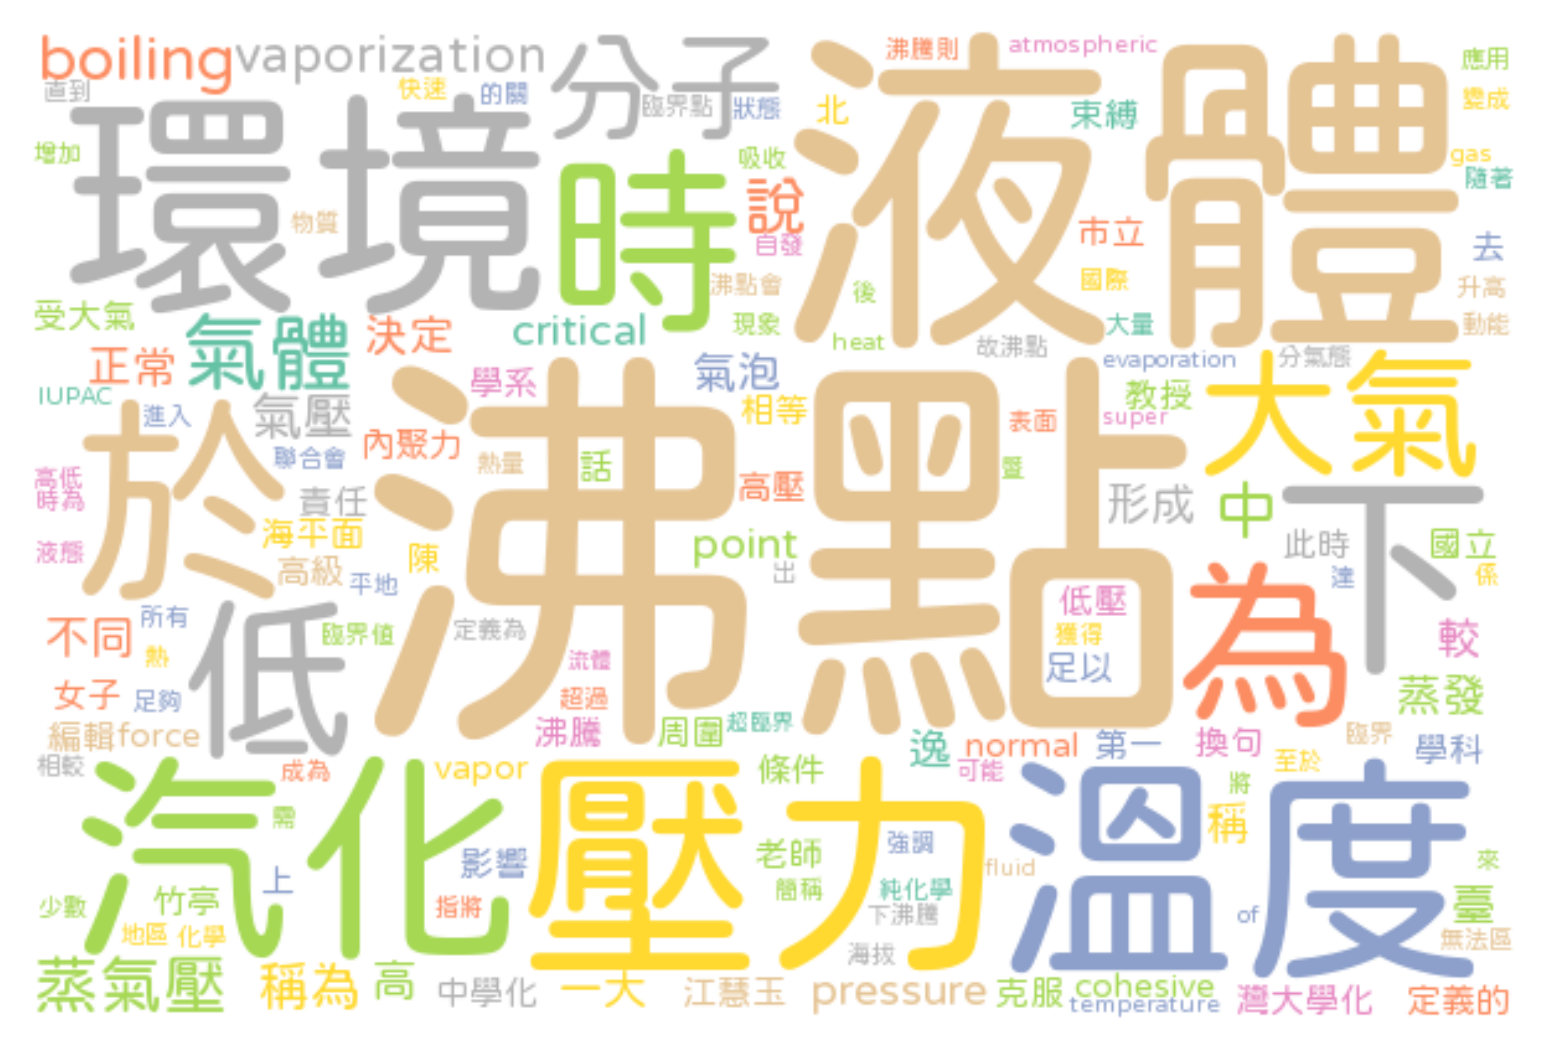 boiling
vaporization
分子
液體
沸騰則
atmospheric
應用
直到
快速
的關
臨界點
狀態
北
束縛
變成
環境
增加
時
吸收
說
gas
隨著
物質
自發
市立
去
沸點會
後
國際
升高
受大氣
氣體
決定
critical
現象
heat
故沸點
大量
動能
正常
學系
氣泡
evaporation
分氣態
大氣
IUPAC
進入
氣壓
沸點
相等
表面
教授
super
於
聯合會
內聚力
熱量
話
高低
時為
責任
高壓
暨
形成
中
下
液態
海平面
高級
陳
平地
point
出
此時
國立
達
係
不同
所有
低
臨界值
定義為
低壓
獲得
足以
為
較
熱
流體
女子
足夠
超過
蒸發
編輯
force
沸騰
周圍
超臨界
逸
normal
第一
換句
臨界
學科
相較
成為
vapor
條件
可能
至於
汽化
壓力
溫度
將
稱
需
影響
老師
強調
fluid
來
少數
竹亭
上
指將
簡稱
純化學
下沸騰
of
臺
地區
化學
海拔
無法區
蒸氣壓
稱為
高
中學化
一大
江慧玉
pressure
克服
cohesive
temperature
灣大學化
定義的